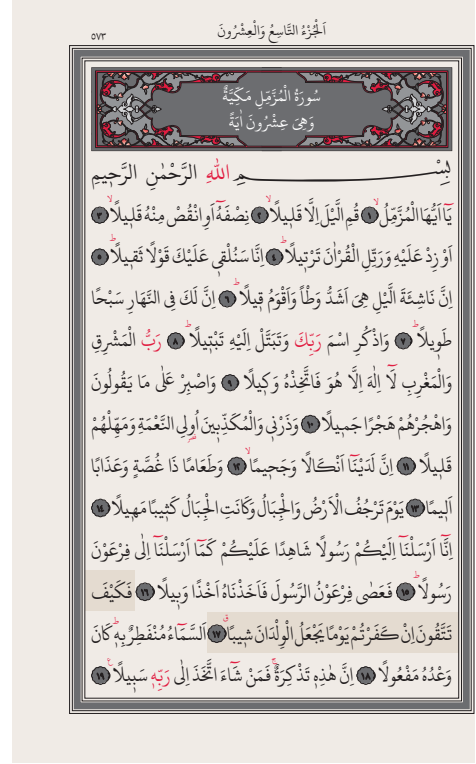 اَلْجُزْءُ التَّاسِعُ وَالْعِشْرُونَ
٥٧٣
سُورَةُ الْمُزَّمِّلِ مَكِّيَّةٌ
وَهِيَ عِشْرُونَ اٰيَةً
بِسْمِ اللهِ الرَّحْمٰنِ الرَّحِيمِ
يَٓا اَيُّهَا الْمُزَّمِّلُۙ ﴿١﴾ قُمِ الَّيْلَ اِلَّا قَلِيلًاۙ ﴿٢﴾ نِصْفَهُٓ اَوِ انْقُصْ مِنْهُ قَلِيلًاۙ ﴿٣﴾
اَوْ زِدْ عَلَيْهِ وَرَتِّلِ الْقُرْاٰنَ تَرْتِيلًاۜ ﴿٤﴾ اِنَّا سَنُلْقِي عَلَيْكَ قَوْلًا ثَقِيلًاۜ ﴿٥﴾
اِنَّ نَاشِئَةَ الَّيْلِ هِيَ اَشَدُّ وَطْـًٔا وَاَقْوَمُ قِيلًاۜ ﴿٦﴾ اِنَّ لَكَ فِي النَّهَارِ سَبْحًا
طَوِيلًاۜ ﴿٧﴾ وَاذْكُرِ اسْمَ رَبِّكَ وَتَبَتَّلْ اِلَيْهِ تَبْتِيلًاۜ ﴿٨﴾ رَبُّ الْمَشْرِقِ
وَالْمَغْرِبِ لَٓا اِلٰهَ اِلَّا هُوَ فَاتَّخِذْهُ وَكِيلًا ﴿٩﴾ وَاصْبِرْ عَلٰى مَا يَقُولُونَ
وَاهْجُرْهُمْ هَجْرًا جَمِيلًا ﴿١٠﴾ وَذَرْنِي وَالْمُكَذِّبِينَ اُولِي النَّعْمَةِ وَمَهِّلْهُمْ
قَلِيلًا ﴿١١﴾ اِنَّ لَدَيْنَٓا اَنْكَالًا وَجَحِيمًاۙ ﴿١٢﴾ وَطَعَامًا ذَا غُصَّةٍ وَعَذَابًا
اَلِيمًا ﴿١٣﴾ يَوْمَ تَرْجُفُ الْاَرْضُ وَالْجِبَالُ وَكَانَتِ الْجِبَالُ كَثِيبًا مَهِيلًا ﴿١٤﴾
اِنَّٓا اَرْسَلْنَٓا اِلَيْكُمْ رَسُولًا شَاهِدًا عَلَيْكُمْ كَمَٓا اَرْسَلْنَٓا اِلٰى فِرْعَوْنَ
رَسُولًاۜ ﴿١٥﴾ فَعَصٰى فِرْعَوْنُ الرَّسُولَ فَاَخَذْنَاهُ اَخْذًا وَبِيلًا ﴿١٦﴾ فَكَيْفَ
تَتَّقُونَ اِنْ كَفَرْتُمْ يَوْمًا يَجْعَلُ الْوِلْدَانَ شِيبًاۗ ﴿١٧﴾ اَلسَّمَٓاءُ مُنْفَطِرٌ بِهِۜ كَانَ
وَعْدُهُ مَفْعُولًا ﴿١٨﴾ اِنَّ هٰذِهِ تَذْكِرَةٌۚ فَمَنْ شَٓاءَ اتَّخَذَ اِلٰى رَبِّهِ سَبِيلًا ﴿١٩﴾